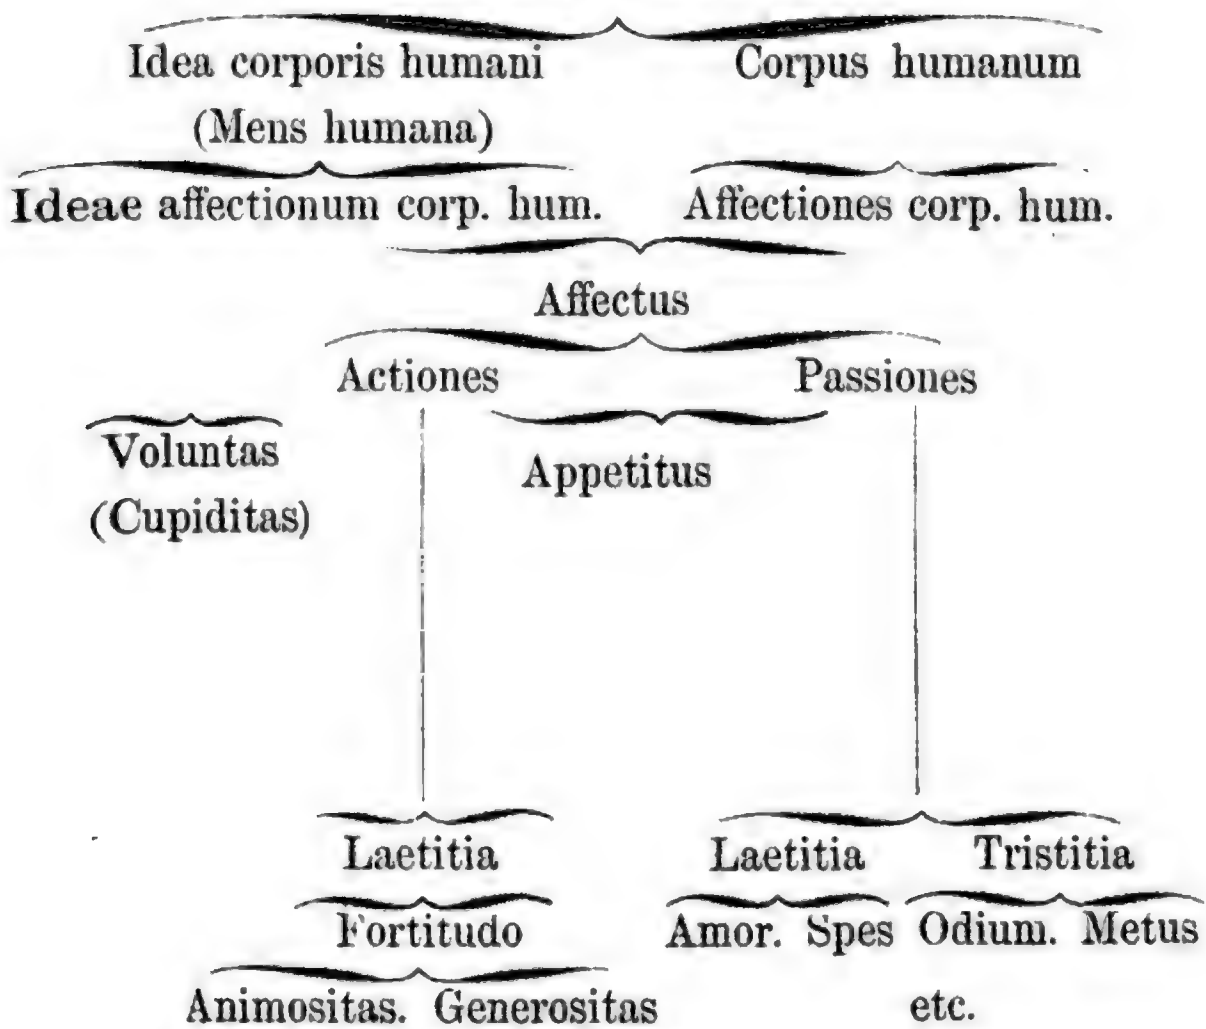 Idea corporis humani Corpus humanum
(Mens humana)
Ideae affectionum corp. hum. Affectiones corp. hum.
Affectus
Actiones Passiones
Voluntas Appetitus
(Cupiditas)
Laetitia Laetitia Tristitia
Fortitudo Amor. Spes Odium. Metus
Animositas. Generositas etc.